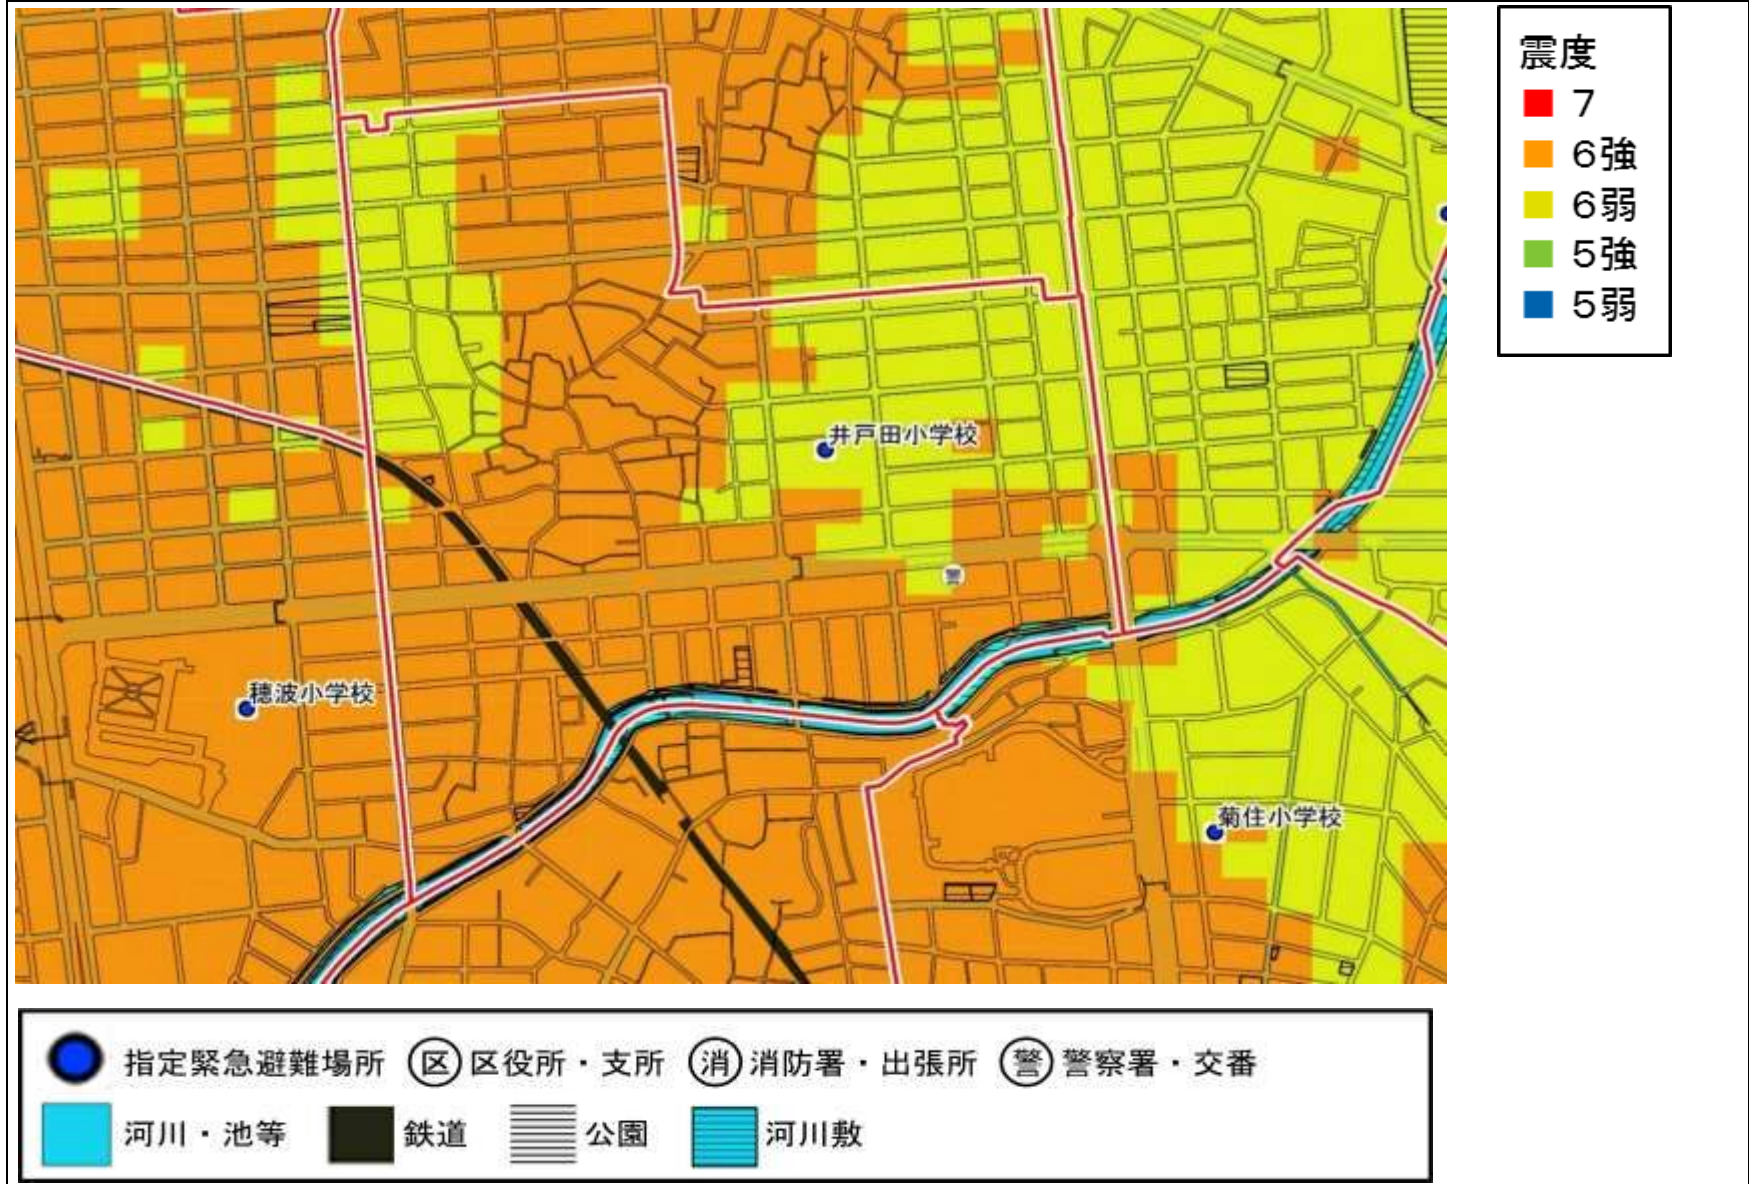 震度
7
6強
6弱
5強
5弱
井戸田小学校
警
穂波小学校
菊住小学校
指定緊急避難場所 区 区役所・支所 消 消防署・出張所 警 警察署・交番
河川・池等 鉄道 公園 河川敷